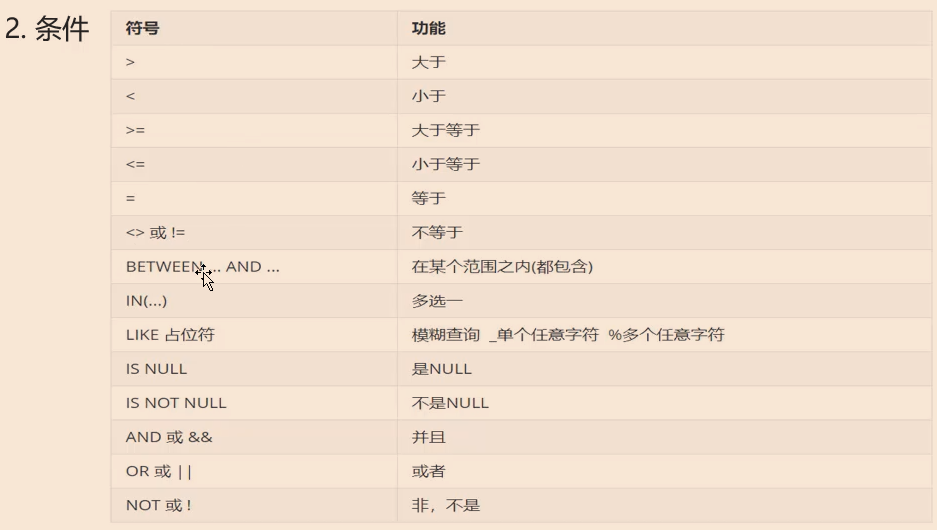 2. 条件
符号 功能
> 大于
< 小于
>= 大于等于
<= 小于等于
= 等于
<> 或 != 不等于
BETWEEN ... AND ... 在某个范围之内(都包含)
IN(...) 多选一
LIKE 占位符 模糊查询 _单个任意字符 %多个任意字符
IS NULL 是NULL
IS NOT NULL 不是NULL
AND 或 && 并且
OR 或 || 或者
NOT 或 ! 非，不是